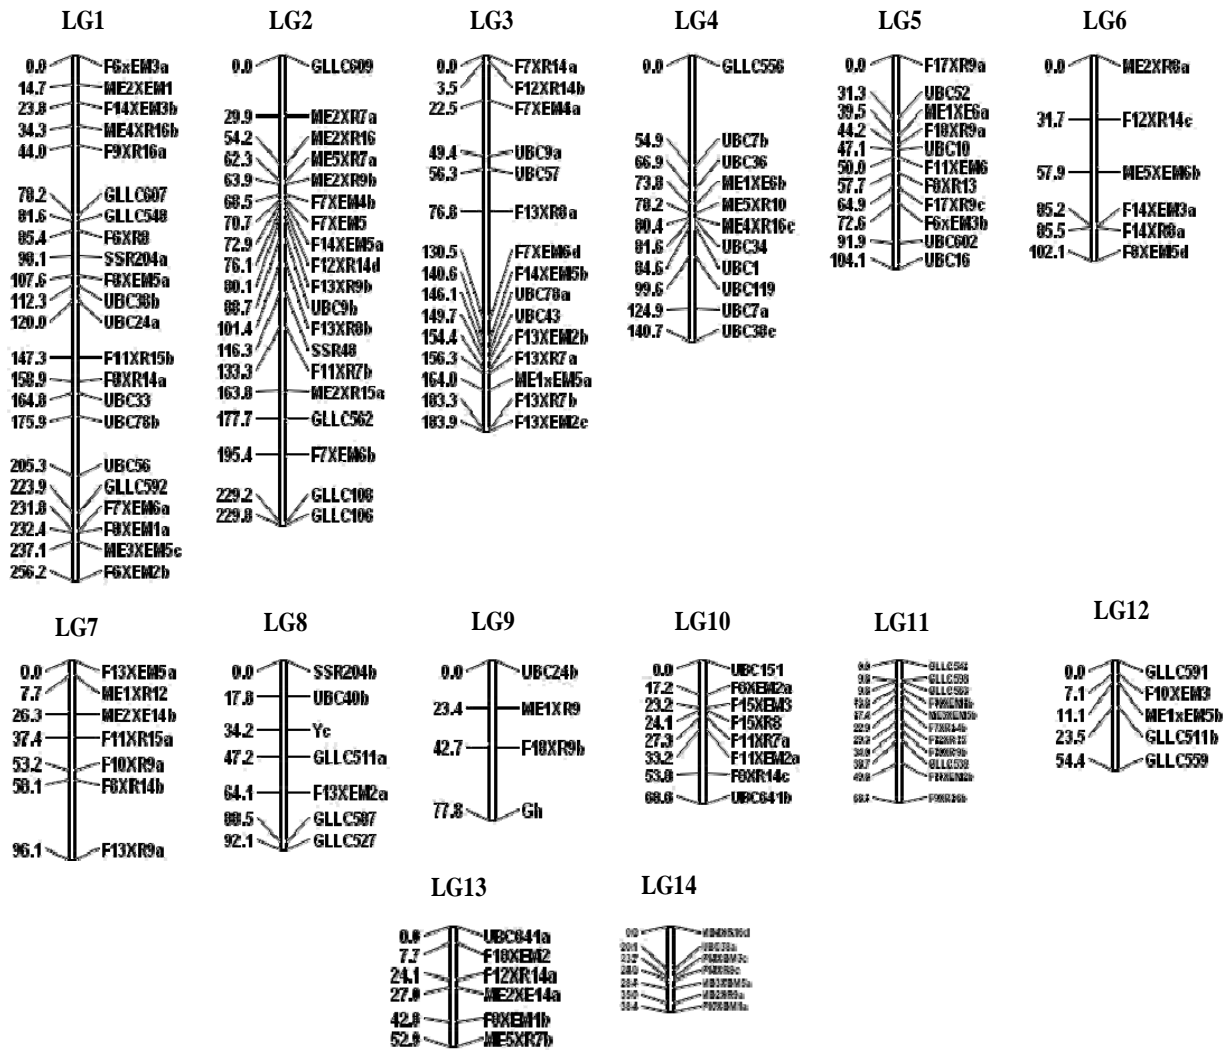 LG1
0.0 F6xEM3a
14.7 ME2XEM1
23.8 F14XEM3b
34.3 ME4XR16b
44.0 F9XR16a
78.2 GLLC607
81.6 GLLC548
85.4 F6XR8
98.1 SSR204a
107.6 F8XEM5a
112.3 UBC38b
120.0 UBC24a
147.3 F11XR15b
158.9 F8XR14a
164.8 UBC33
175.9 UBC78b
205.3 UBC56
223.9 GLLC592
231.8 F7XEM6a
232.4 F8XEM1a
237.1 ME3XEM5c
256.2 F6XEM2b
LG2
0.0 GLLC609
29.9 ME2XR7a
54.2 ME2XR16
62.3 ME5XR7a
63.9 ME2XR9b
68.5 F7XEM4b
70.7 F7XEM5
72.9 F14XEM5a
76.1 F12XR14d
80.1 F13XR9b
88.7 UBC9b
101.4 F13XR8b
116.3 SSR48
133.3 F11XR7b
163.8 ME2XR15a
177.7 GLLC562
195.4 F7XEM6b
229.2 GLLC108
229.8 GLLC106
LG3
0.0 F7XR14a
3.5 F12XR14b
22.5 F7XEM4a
49.4 UBC9a
56.3 UBC57
76.8 F13XR8a
130.5 F7XEM6d
140.6 F14XEM5b
146.1 UBC78a
149.7 UBC43
154.4 F13XEM2b
156.3 F13XR7a
164.0 ME1xEM5a
183.3 F13XR7b
183.9 F13XEM2c
LG4
0.0 GLLC556
54.9 UBC7b
66.9 UBC36
73.8 ME1XE6b
78.2 ME5XR10
80.4 ME4XR16c
81.6 UBC34
84.6 UBC1
99.6 UBC119
124.9 UBC7a
140.7 UBC38c
LG5
0.0 F17XR9a
31.3 UBC52
39.5 ME1XE6a
44.2 F18XR9a
47.1 UBC10
50.0 F11XEM6
57.7 F8XR13
64.9 F17XR9c
72.6 F6xEM3b
91.9 UBC602
104.1 UBC16
LG6
0.0 ME2XR8a
31.7 F12XR14c
57.9 ME5XEM6b
85.2 F14XEM3a
85.5 F14XR8a
102.1 F8XEM5d
LG7
0.0 F13XEM5a
7.7 ME1XR12
26.3 ME2XE14b
37.4 F11XR15a
53.2 F10XR9a
58.1 F8XR14b
96.1 F13XR9a
LG8
0.0 SSR204b
17.8 UBC40b
34.2 Yc
47.2 GLLC511a
64.1 F13XEM2a
88.5 GLLC587
92.1 GLLC527
LG9
0.0 UBC24b
23.4 ME1XR9
42.7 F18XR9b
77.8 Gh
LG10
0.0 UBC151
17.2 F6XEM2a
23.2 F15XEM3
24.1 F15XR8
27.3 F11XR7a
33.2 F11XEM2a
53.8 F8XR14c
68.6 UBC641b
LG11
LG12
0.0 GLLC591
7.1 F10XEM3
11.1 ME1xEM5b
23.5 GLLC511b
54.4 GLLC559
LG13
0.0 UBC641a
7.7 F18XEM2
24.1 F12XR14a
27.0 ME2XE14a
42.8 F8XEM1b
52.0 ME5XR7b
LG14